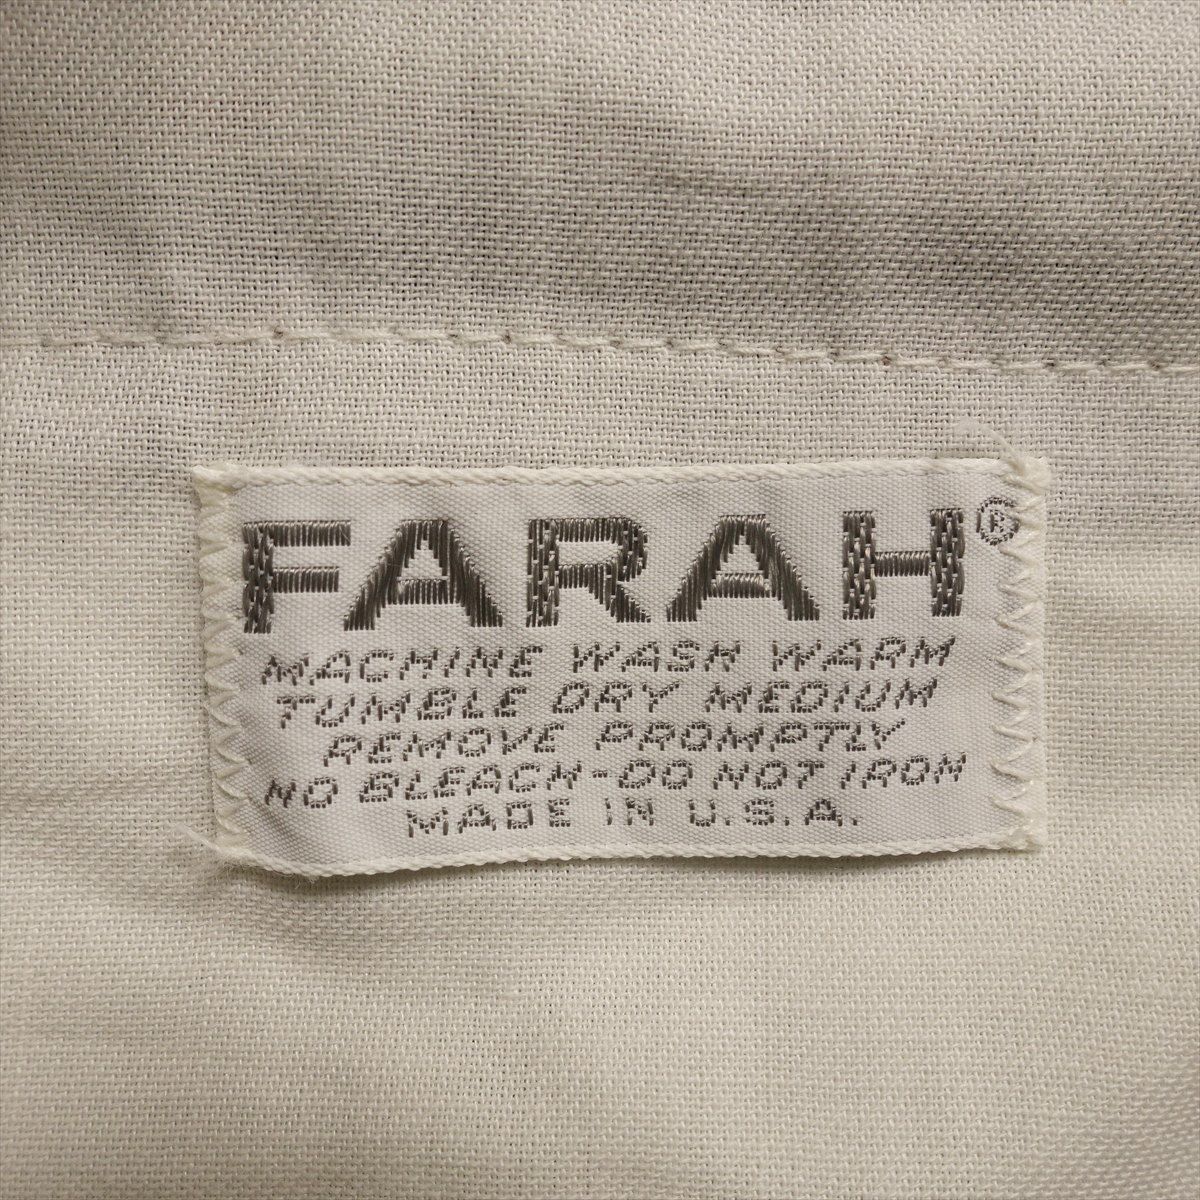 FARAH®
MACHINE WASH WARM
TUMBLE DRY MEDIUM
REMOVE PROMPTLY
NO BLEACH-DO NOT IRON
MADE IN U.S.A.